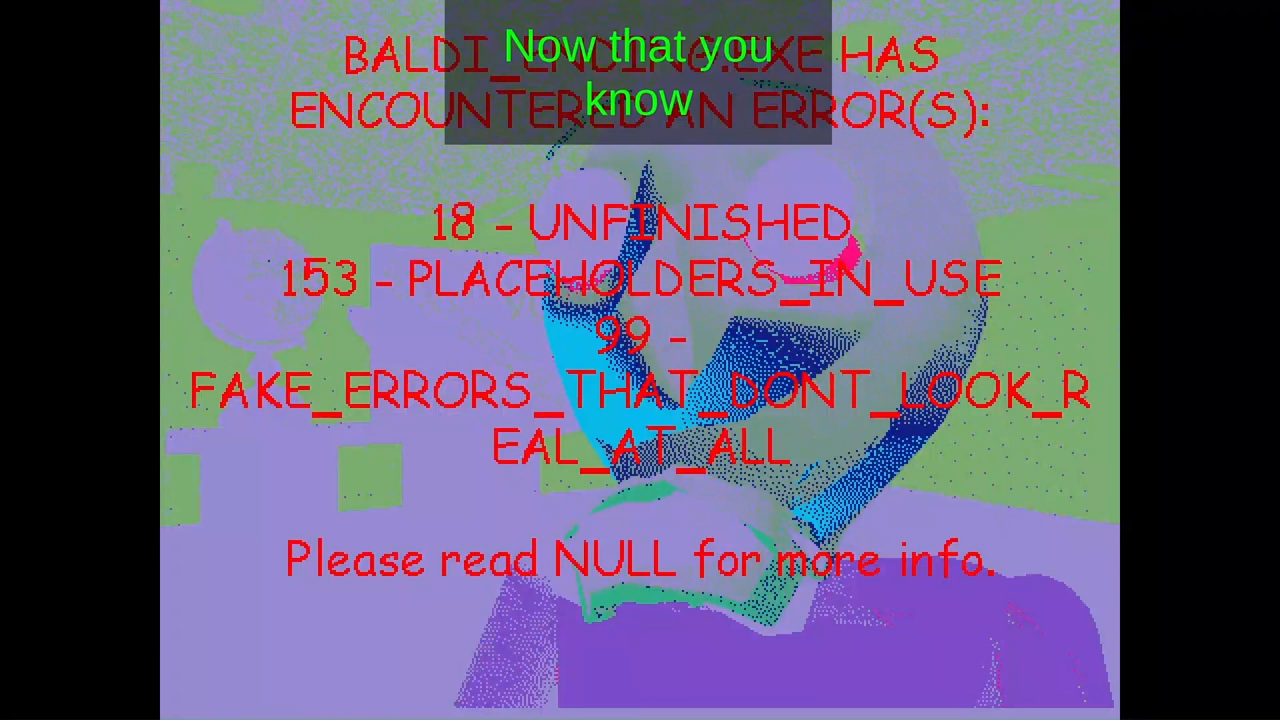 Now that you
know
BALDI_ENDING.EXE HAS
ENCOUNTERED AN ERROR(S):
18 - UNFINISHED
153 - PLACEHOLDERS_IN_USE
99 -
FAKE_ERRORS_THAT_DONT_LOOK_R
EAL_AT_ALL
Please read NULL for more info.